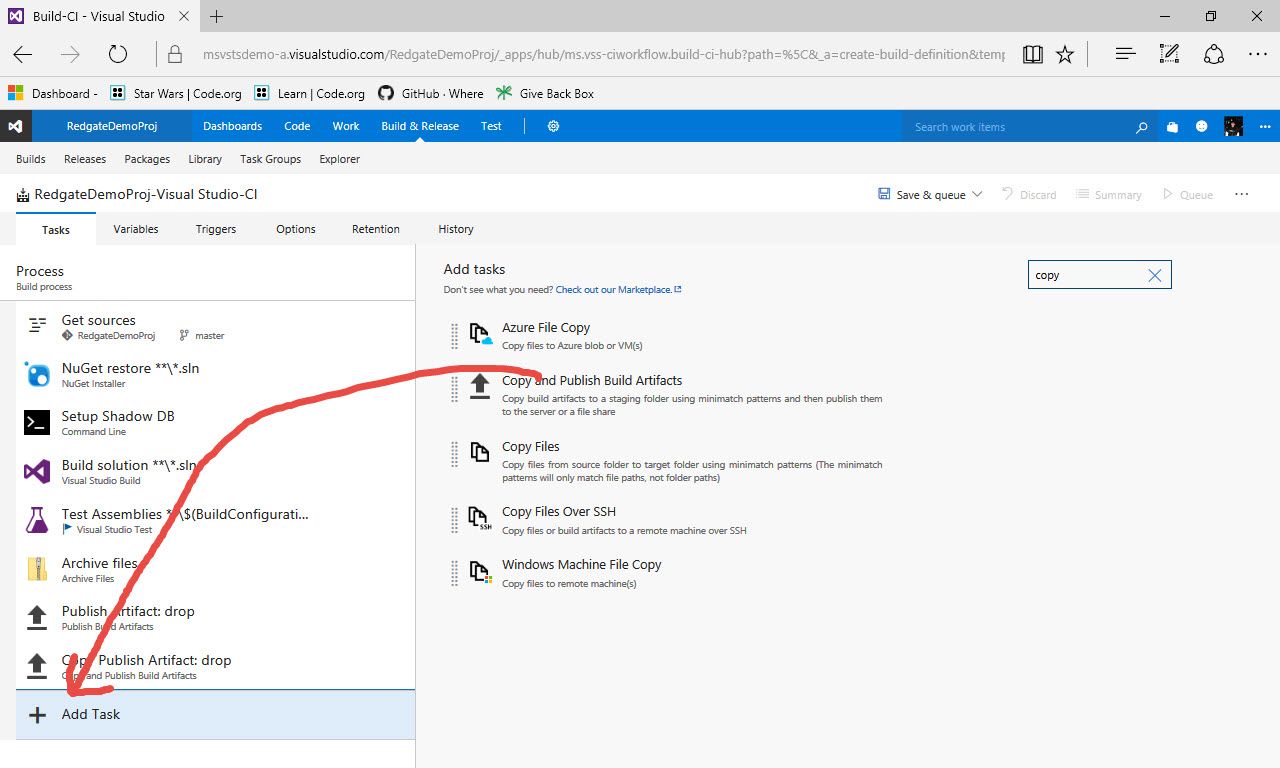 Build-CI - Visual Studio
msvstsdemo-a.visualstudio.com/RedgateDemoProj/_apps/hub/ms.vss-ciworkflow.build-ci-hub?path=%5C&_a=create-build-definition&temp
Dashboard - Star Wars | Code.org Learn | Code.org GitHub · Where Give Back Box
RedgateDemoProj Dashboards Code Work Build & Release Test Search work items
Builds Releases Packages Library Task Groups Explorer
RedgateDemoProj-Visual Studio-CI Save & queue Discard Summary Queue
Tasks Variables Triggers Options Retention History
Process
Build process
Get sources
RedgateDemoProj master
NuGet restore **\*.sln
NuGet Installer
Setup Shadow DB
Command Line
Build solution **\*.sln
Visual Studio Build
Test Assemblies **\$(BuildConfigurati...
Visual Studio Test
Archive files
Archive Files
Publish Artifact: drop
Publish Build Artifacts
Copy Publish Artifact: drop
Copy and Publish Build Artifacts
Add Task
Add tasks
Don't see what you need? Check out our Marketplace.
copy
Azure File Copy
Copy files to Azure blob or VM(s)
Copy and Publish Build Artifacts
Copy build artifacts to a staging folder using minimatch patterns and then publish them
to the server or a file share
Copy Files
Copy files from source folder to target folder using minimatch patterns (The minimatch
patterns will only match file paths, not folder paths)
SSH
Copy Files Over SSH
Copy files or build artifacts to a remote machine over SSH
Windows Machine File Copy
Copy files to remote machine(s)